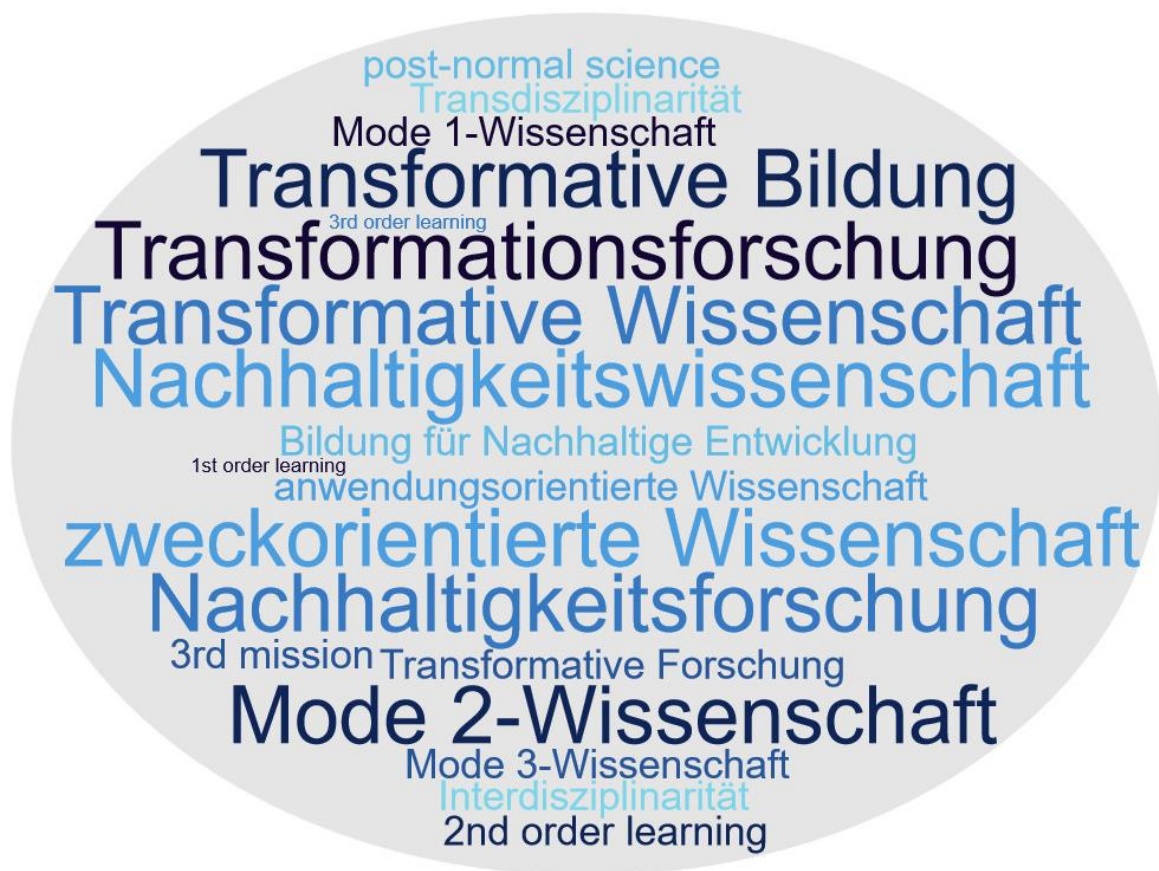 post-normal science
Transdisziplinarität
Mode 1-Wissenschaft
Transformative Bildung
3rd order learning
Transformationsforschung
Transformative Wissenschaft
Nachhaltigkeitswissenschaft
Bildung für Nachhaltige Entwicklung
1st order learning
anwendungsorientierte Wissenschaft
zweckorientierte Wissenschaft
Nachhaltigkeitsforschung
3rd mission Transformative Forschung
Mode 2-Wissenschaft
Mode 3-Wissenschaft
Interdisziplinarität
2nd order learning